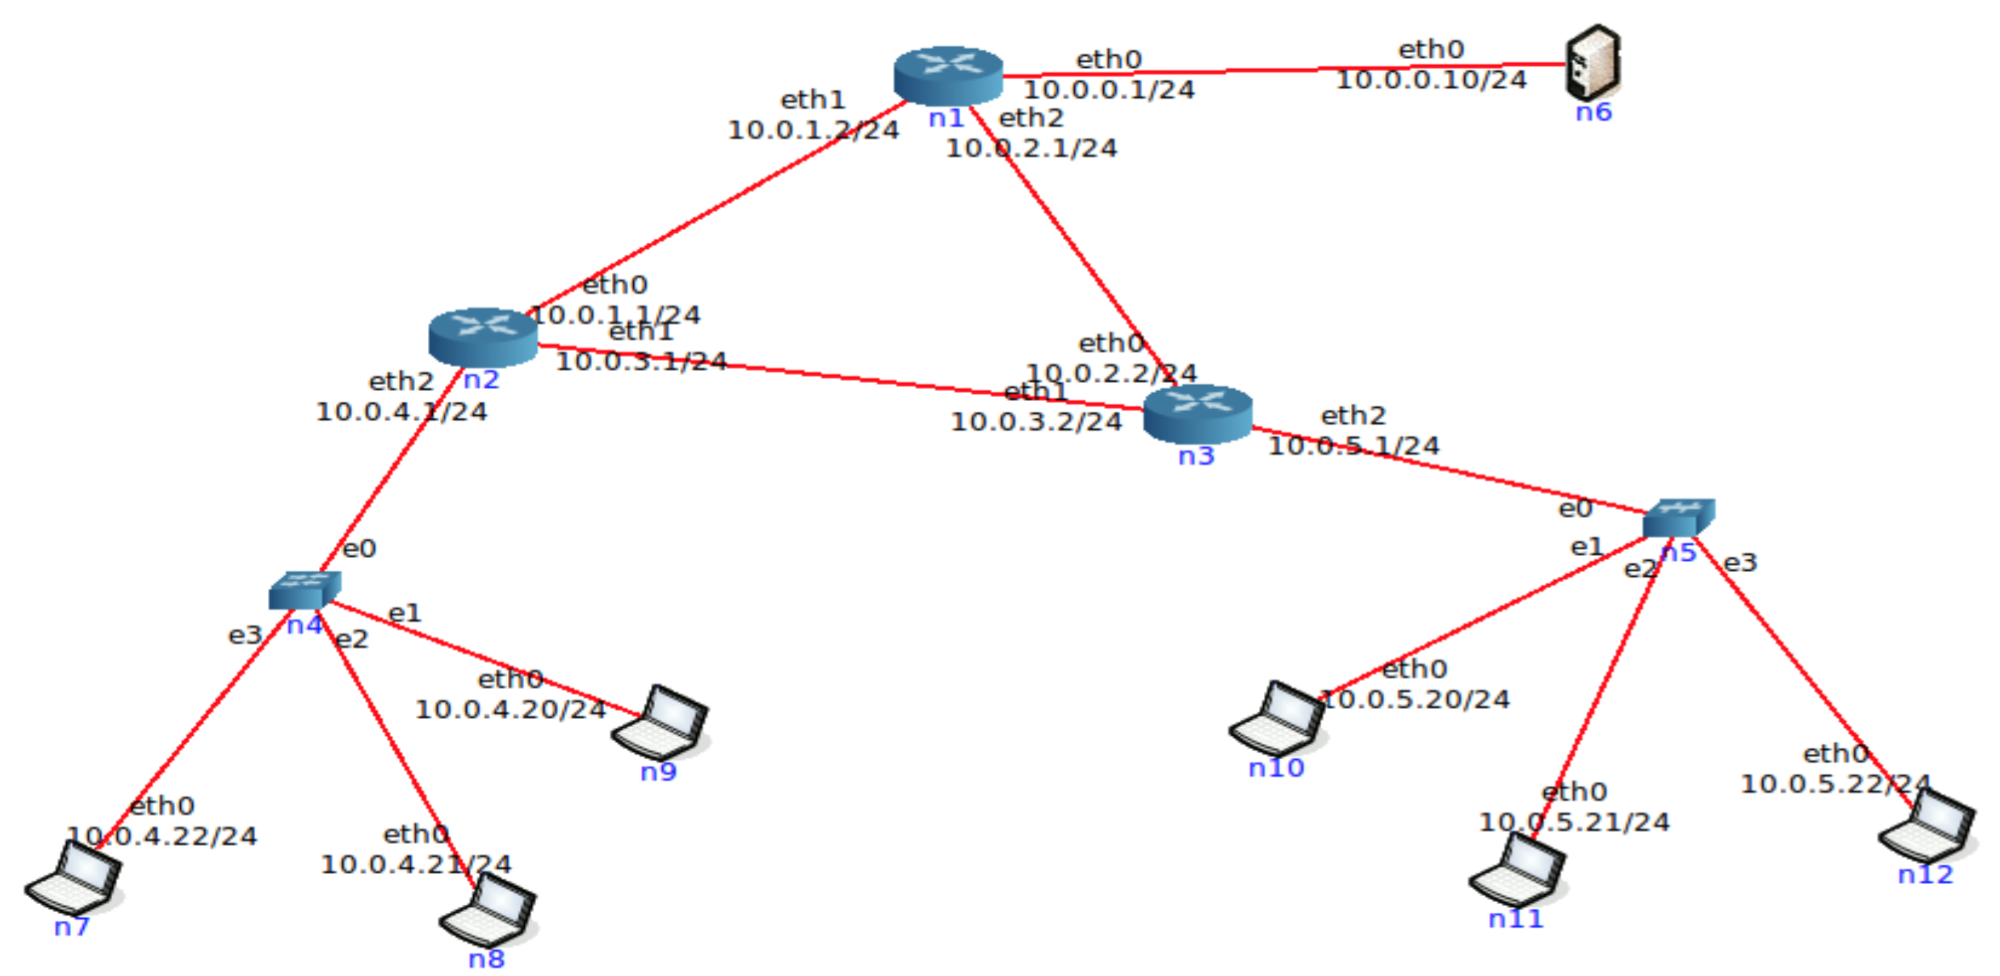 eth0
10.0.0.1/24
eth0
10.0.0.10/24
n6
eth1
10.0.1.2/24
n1
eth2
10.0.2.1/24
eth0
10.0.1.1/24
eth1
10.0.3.1/24
n2
eth2
10.0.4.1/24
eth0
10.0.2.2/24
eth1
10.0.3.2/24
n3
eth2
10.0.5.1/24
e0
n4
e1
e2
e3
e0
e1
e2
n5
e3
eth0
10.0.4.20/24
n9
eth0
10.0.4.22/24
n7
eth0
10.0.4.21/24
n8
eth0
10.0.5.20/24
n10
eth0
10.0.5.21/24
n11
eth0
10.0.5.22/24
n12